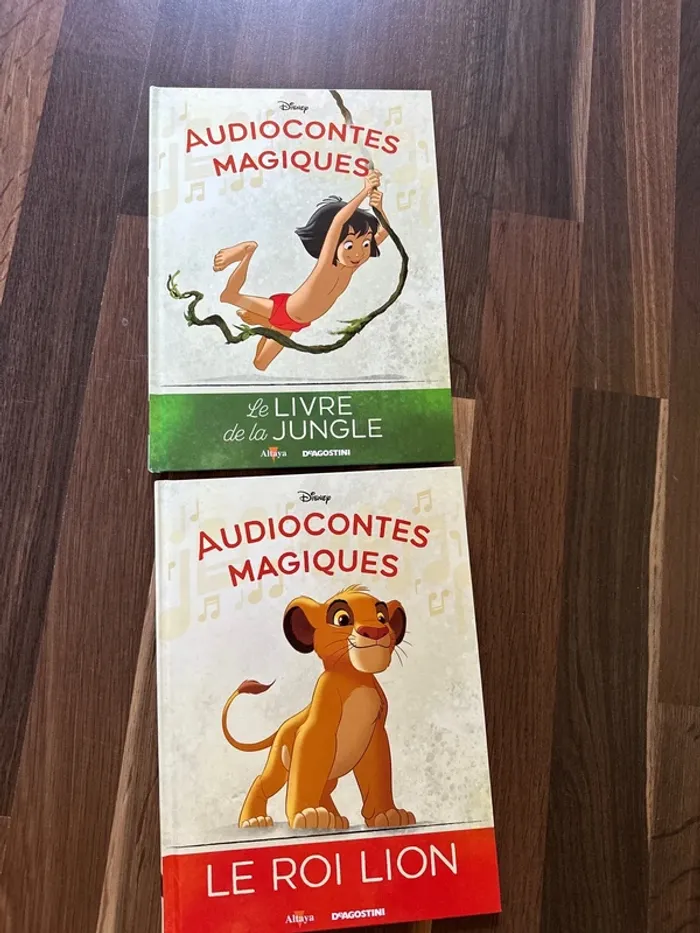 Disney
AUDIOCONTES
MAGIQUES
Le LIVRE
de la JUNGLE
Altaya DeAGOSTINI
Disney
AUDIOCONTES
MAGIQUES
LE ROI LION
Altaya DeAGOSTINI